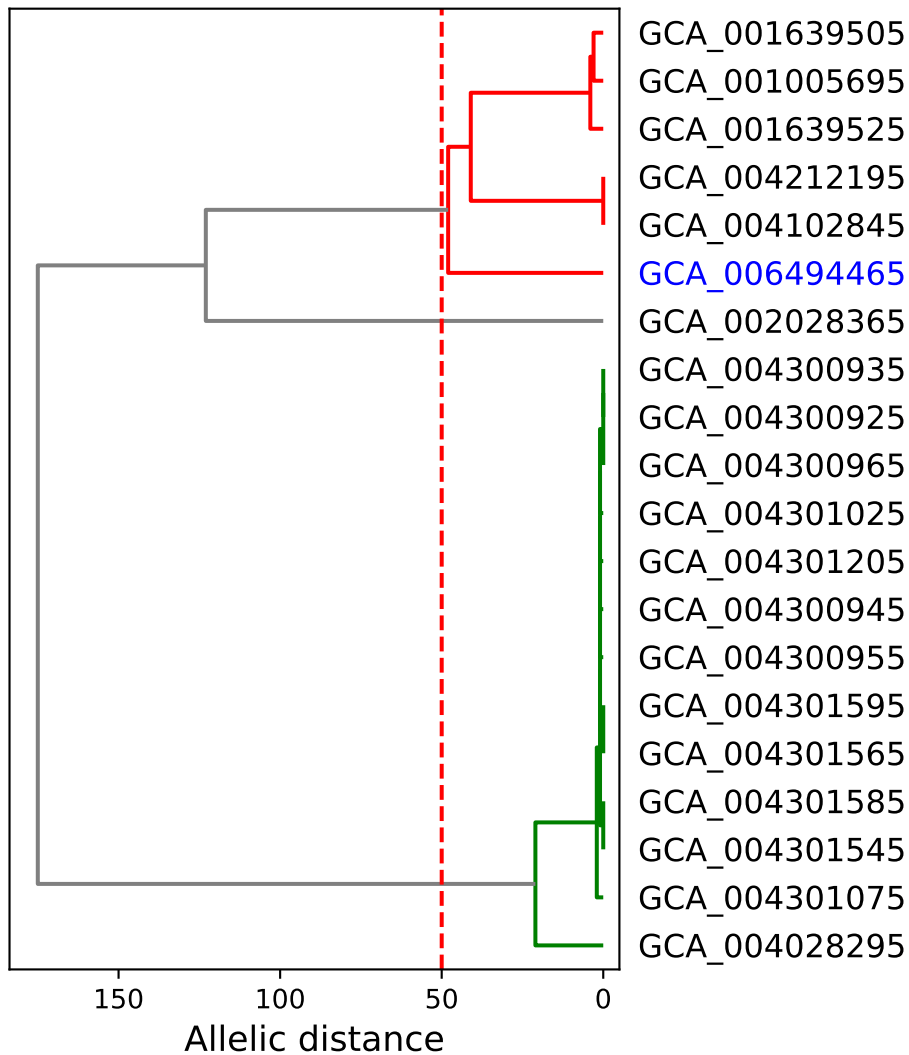 GCA_001639505
GCA_001005695
GCA_001639525
GCA_004212195
GCA_004102845
GCA_006494465
GCA_002028365
GCA_004300935
GCA_004300925
GCA_004300965
GCA_004301025
GCA_004301205
GCA_004300945
GCA_004300955
GCA_004301595
GCA_004301565
GCA_004301585
GCA_004301545
GCA_004301075
GCA_004028295
150 100 50 0
Allelic distance